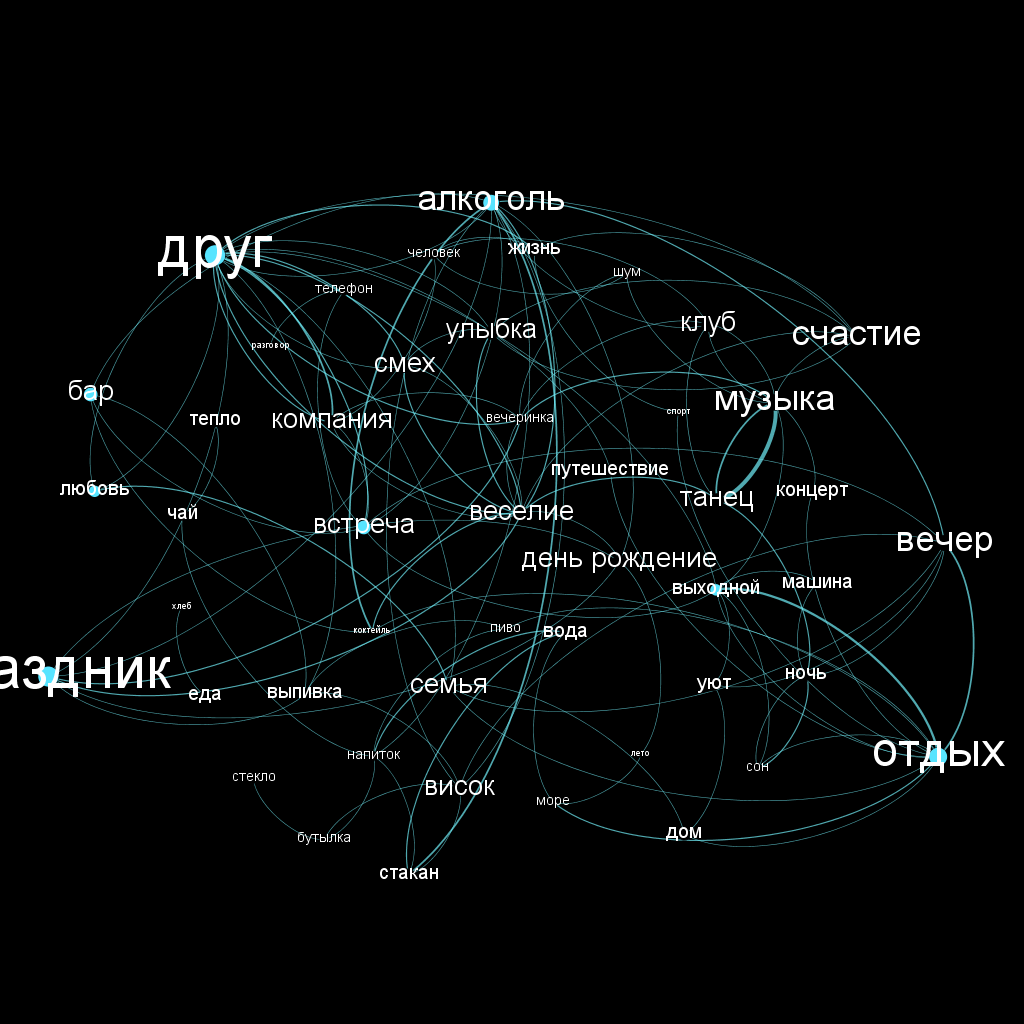 алкоголь
друг
человек
жизнь
шум
телефон
улыбка
клуб
счастие
разговор
смех
бар
музыка
тепло
компания
вечеринка
спорт
путешествие
любовь
танец
концерт
чай
встреча
веселие
вечер
день рождение
выходной
машина
хлеб
коктейль
пиво
вода
аздник
еда
выпивка
семья
уют
ночь
напиток
лето
отдых
стекло
сон
висок
море
бутылка
дом
стакан